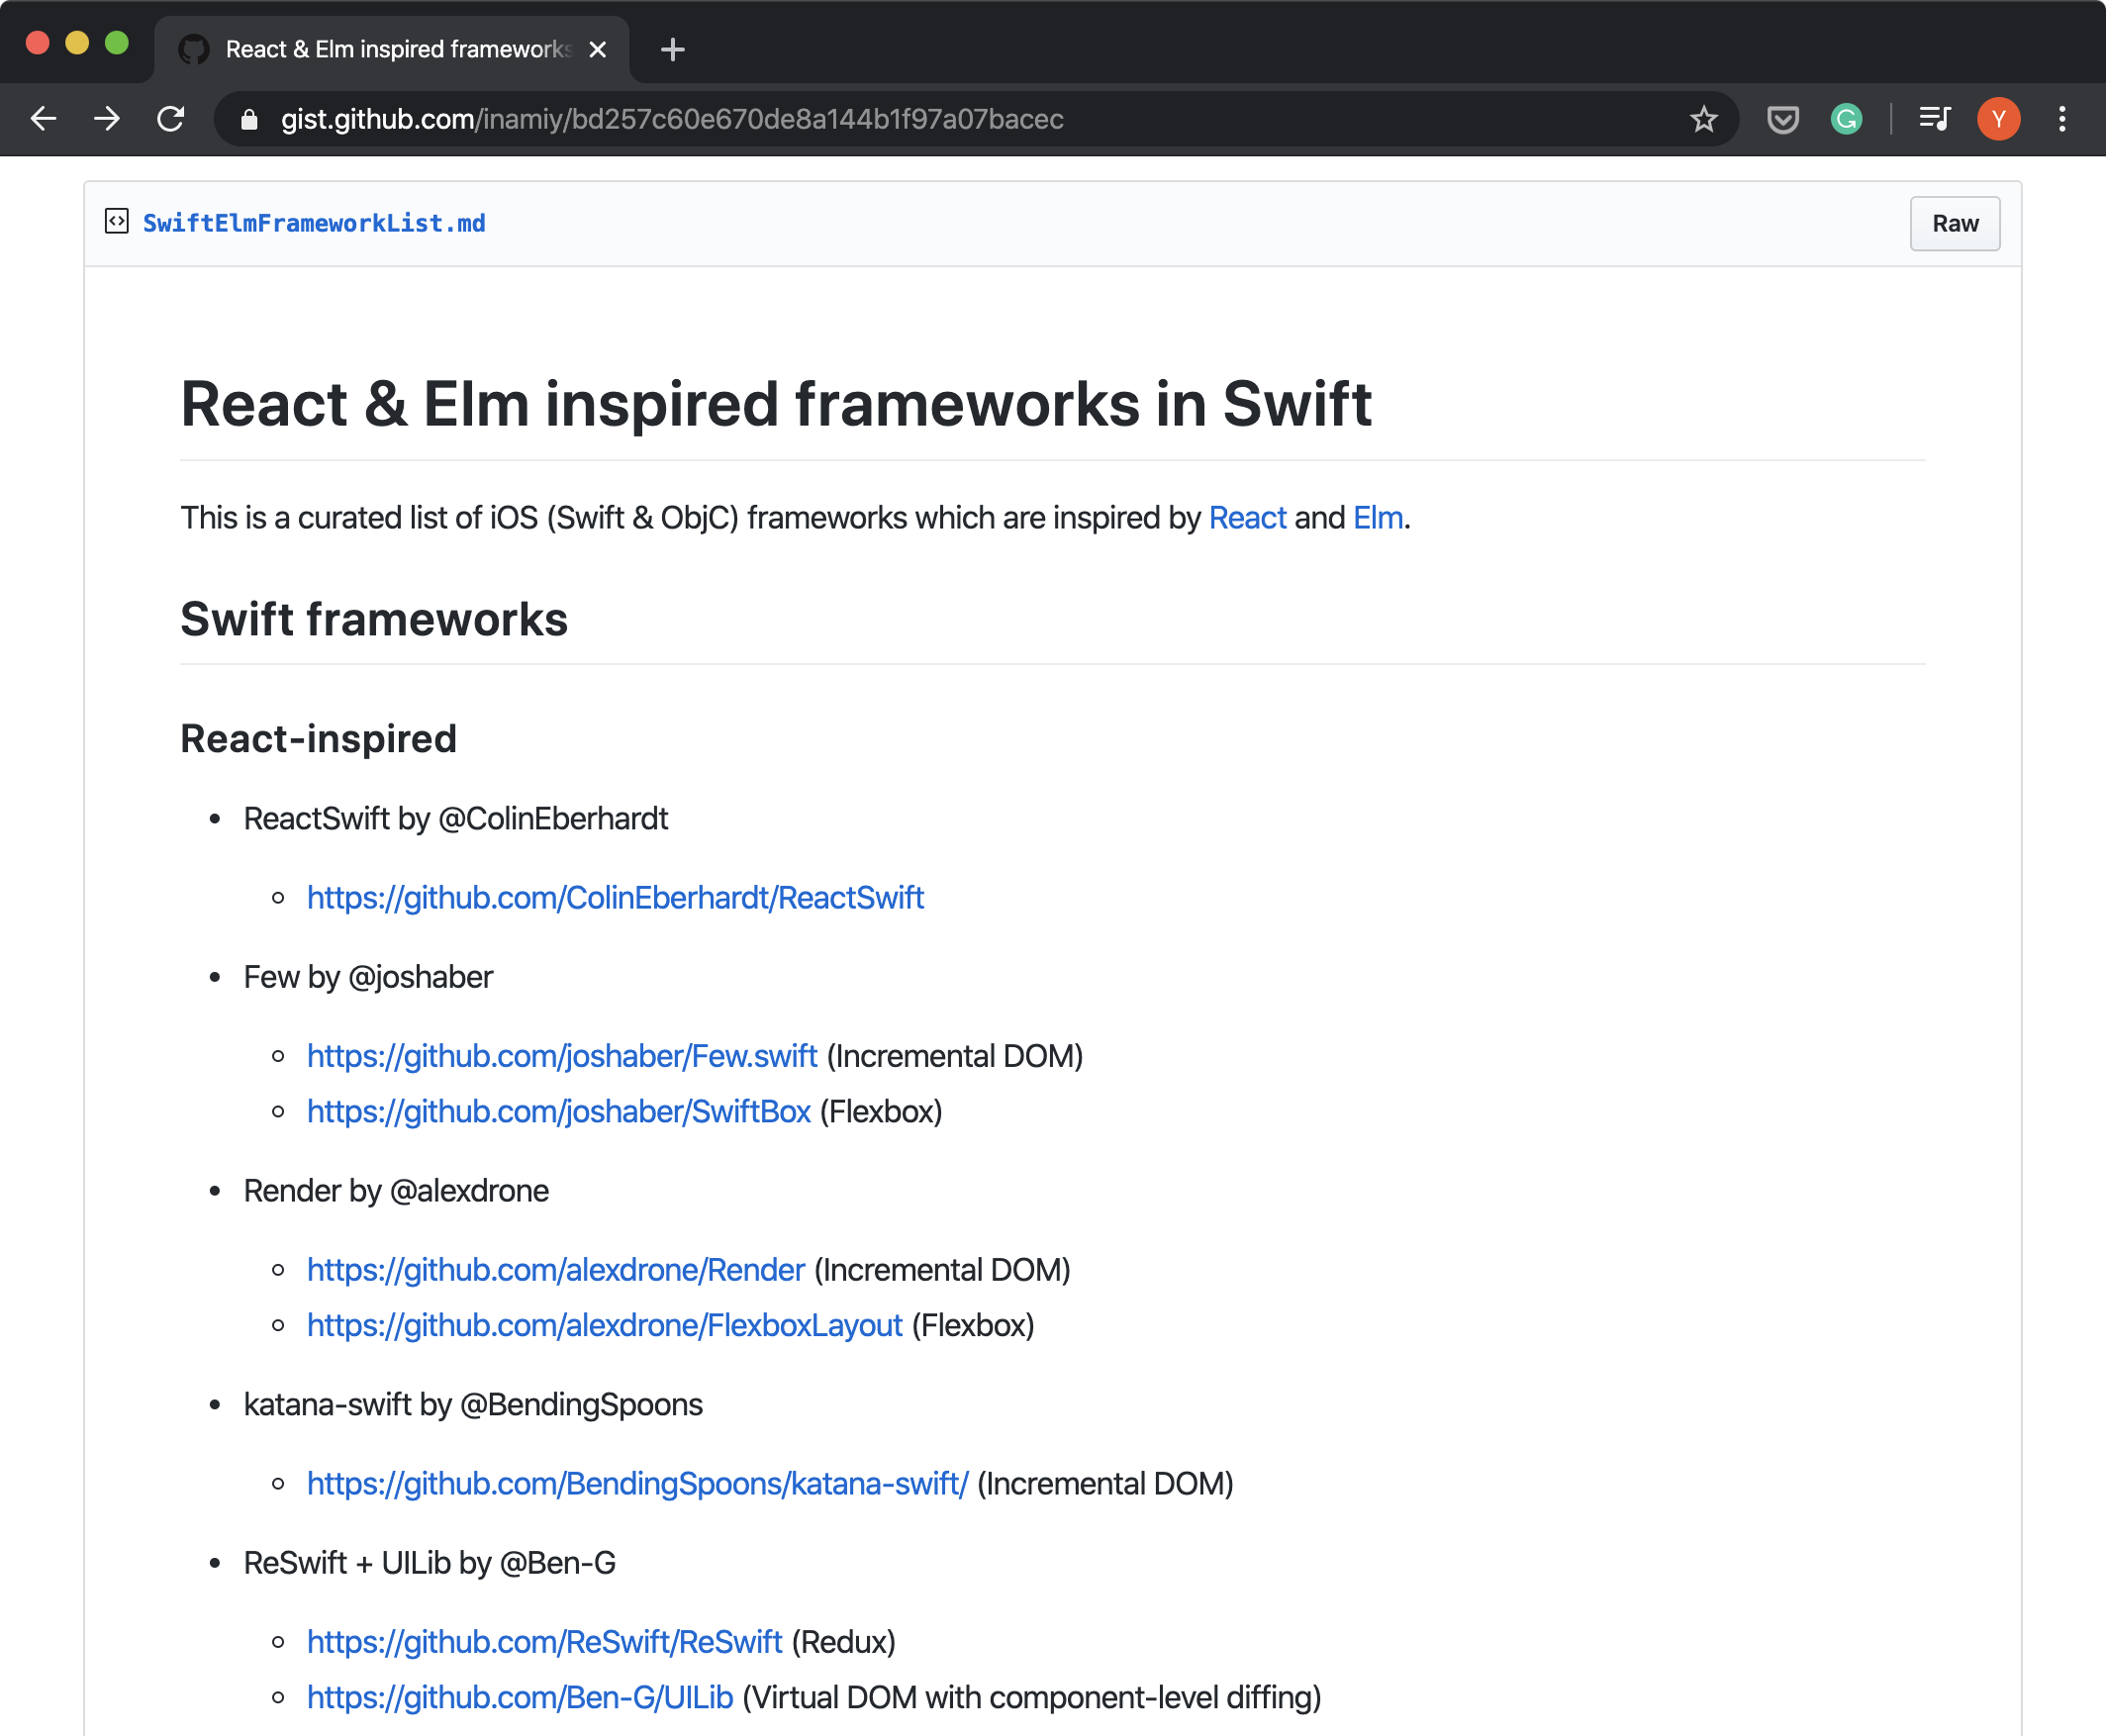 React & Elm inspired frameworks
gist.github.com/inamiy/bd257c60e670de8a144b1f97a07bacec
Y
SwiftElmFrameworkList.md
Raw
React & Elm inspired frameworks in Swift
This is a curated list of iOS (Swift & ObjC) frameworks which are inspired by React and Elm.
Swift frameworks
React-inspired
ReactSwift by @ColinEberhardt
https://github.com/ColinEberhardt/ReactSwift
Few by @joshaber
https://github.com/joshaber/Few.swift (Incremental DOM)
https://github.com/joshaber/SwiftBox (Flexbox)
Render by @alexdrone
https://github.com/alexdrone/Render (Incremental DOM)
https://github.com/alexdrone/FlexboxLayout (Flexbox)
katana-swift by @BendingSpoons
https://github.com/BendingSpoons/katana-swift/ (Incremental DOM)
ReSwift + UILib by @Ben-G
https://github.com/ReSwift/ReSwift (Redux)
https://github.com/Ben-G/UILib (Virtual DOM with component-level diffing)